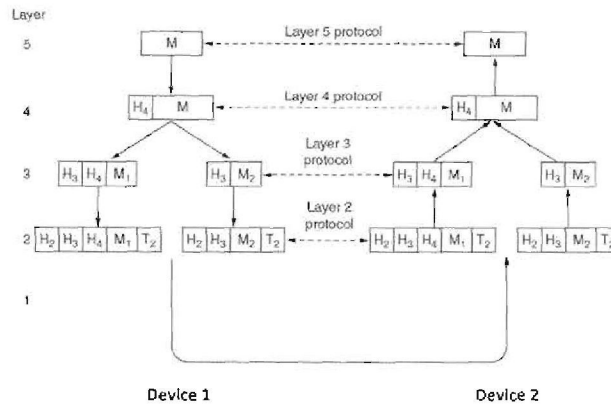 Layer
5 M Layer 5 protocol M
4 H4 M Layer 4 protocol H4 M
Layer 3
protocol
3 H3 H4 M1 H3 M2 H3 H4 M1 H3 M2
Layer 2
protocol
2 H2 H3 H4 M1 T2 H2 H3 M2 T2 H2 H3 H4 M1 T2 H2 H3 M2 T2
1
Device 1 Device 2